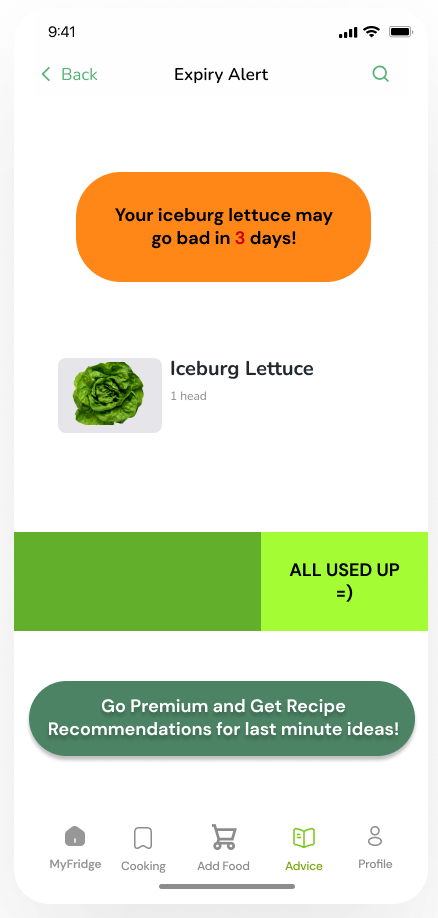 9:41
Back
Expiry Alert
Your iceburg lettuce may
go bad in 3 days!
Iceburg Lettuce
1 head
ALL USED UP
=)
Go Premium and Get Recipe
Recommendations for last minute ideas!
MyFridge
Cooking
Add Food
Advice
Profile